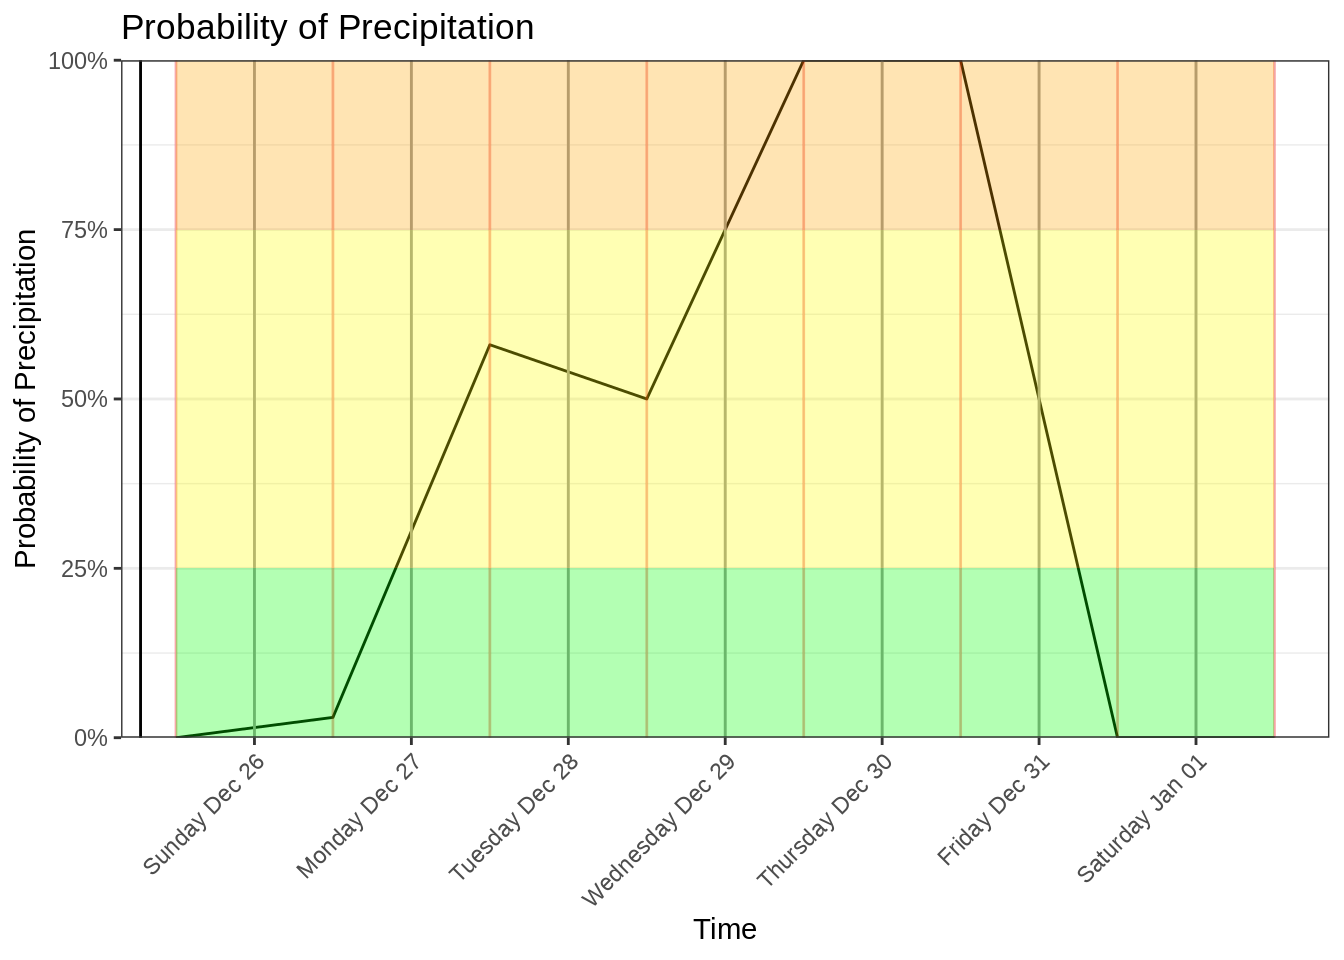 Probability of Precipitation
Probability of Precipitation
100%
75%
50%
25%
0%
Sunday Dec 26
Monday Dec 27
Tuesday Dec 28
Wednesday Dec 29
Thursday Dec 30
Friday Dec 31
Saturday Jan 01
Time